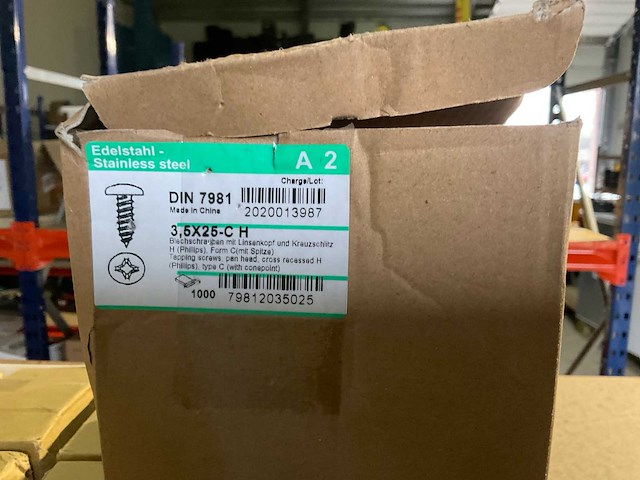 Edelstahl -
Stainless steel
A 2
Charge/Lot:
DIN 7981
Made in China
2020013987
3,5X25-C H
Blechschrauben mit Linsenkopf und Kreuzschlitz
H (Phillips), Form C(mit Spitze)
Tapping screws, pan head, cross recessed H
(Phillips), type C (with conepoint)
1000
79812035025